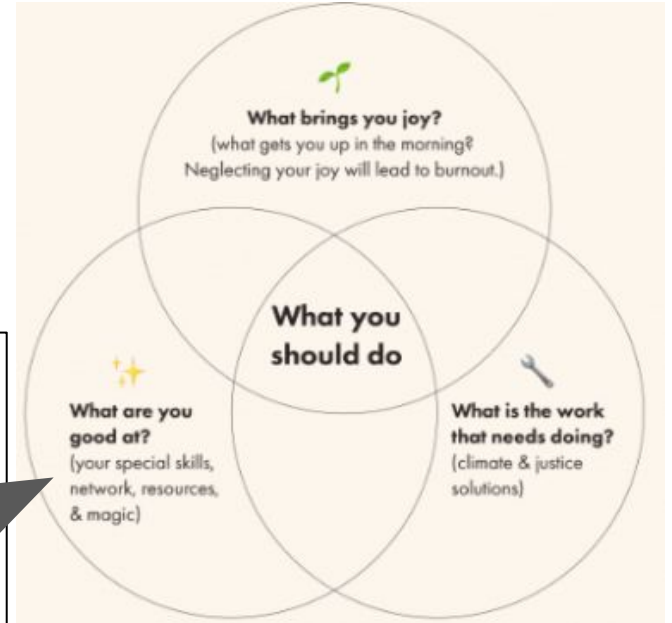 What brings you joy?
(what gets you up in the morning?
Neglecting your joy will lead to burnout.)
What you
should do
What are you
good at?
(your special skills,
network, resources,
& magic)
What is the work
that needs doing?
(climate & justice
solutions)